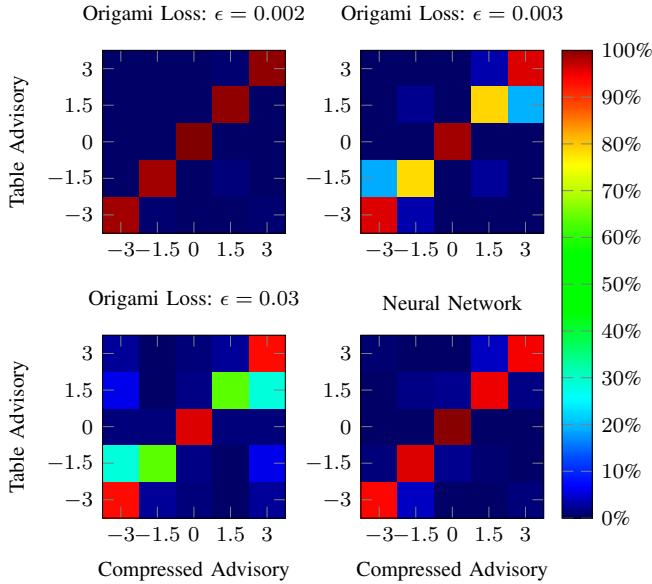 Origami Loss: ϵ = 0.002
Origami Loss: ϵ = 0.003
Table Advisory
3
1.5
0
−1.5
−3
−3 −1.5 0 1.5 3
3
1.5
0
−1.5
−3
−3 −1.5 0 1.5 3
100%
90%
80%
70%
60%
50%
40%
30%
20%
10%
0%
Origami Loss: ϵ = 0.03
Neural Network
Table Advisory
3
1.5
0
−1.5
−3
−3 −1.5 0 1.5 3
Compressed Advisory
3
1.5
0
−1.5
−3
−3 −1.5 0 1.5 3
Compressed Advisory